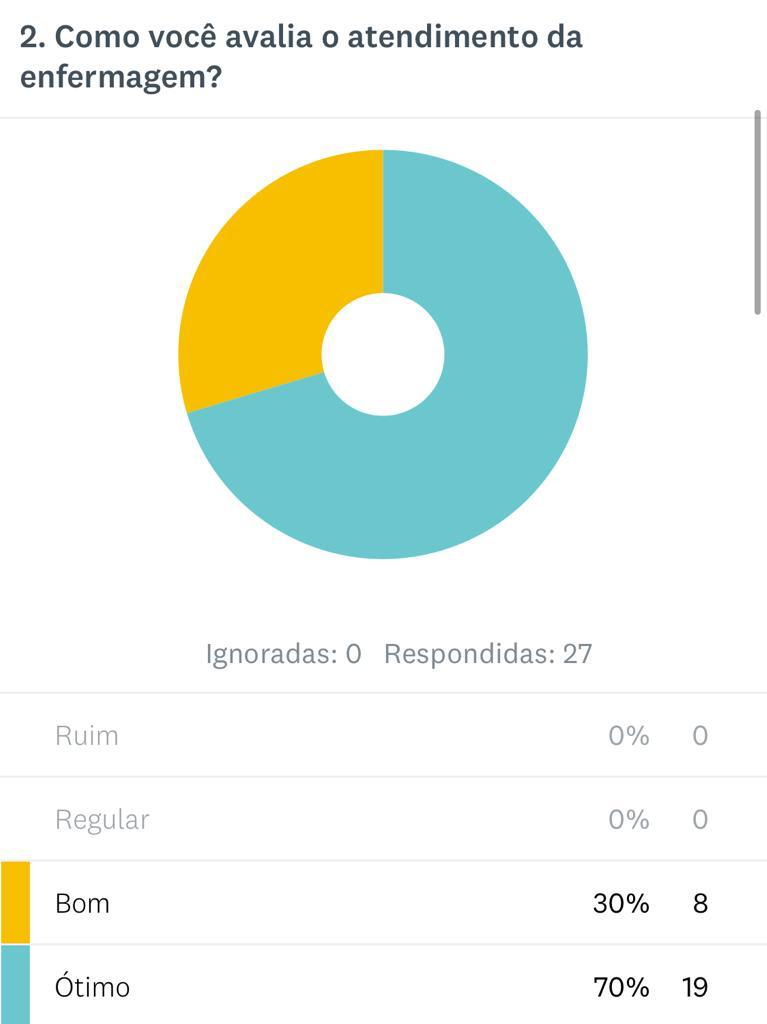 2. Como você avalia o atendimento da
enfermagem?
Ignoradas: 0 Respondidas: 27
Ruim 0% 0
Regular 0% 0
Bom 30% 8
Ótimo 70% 19